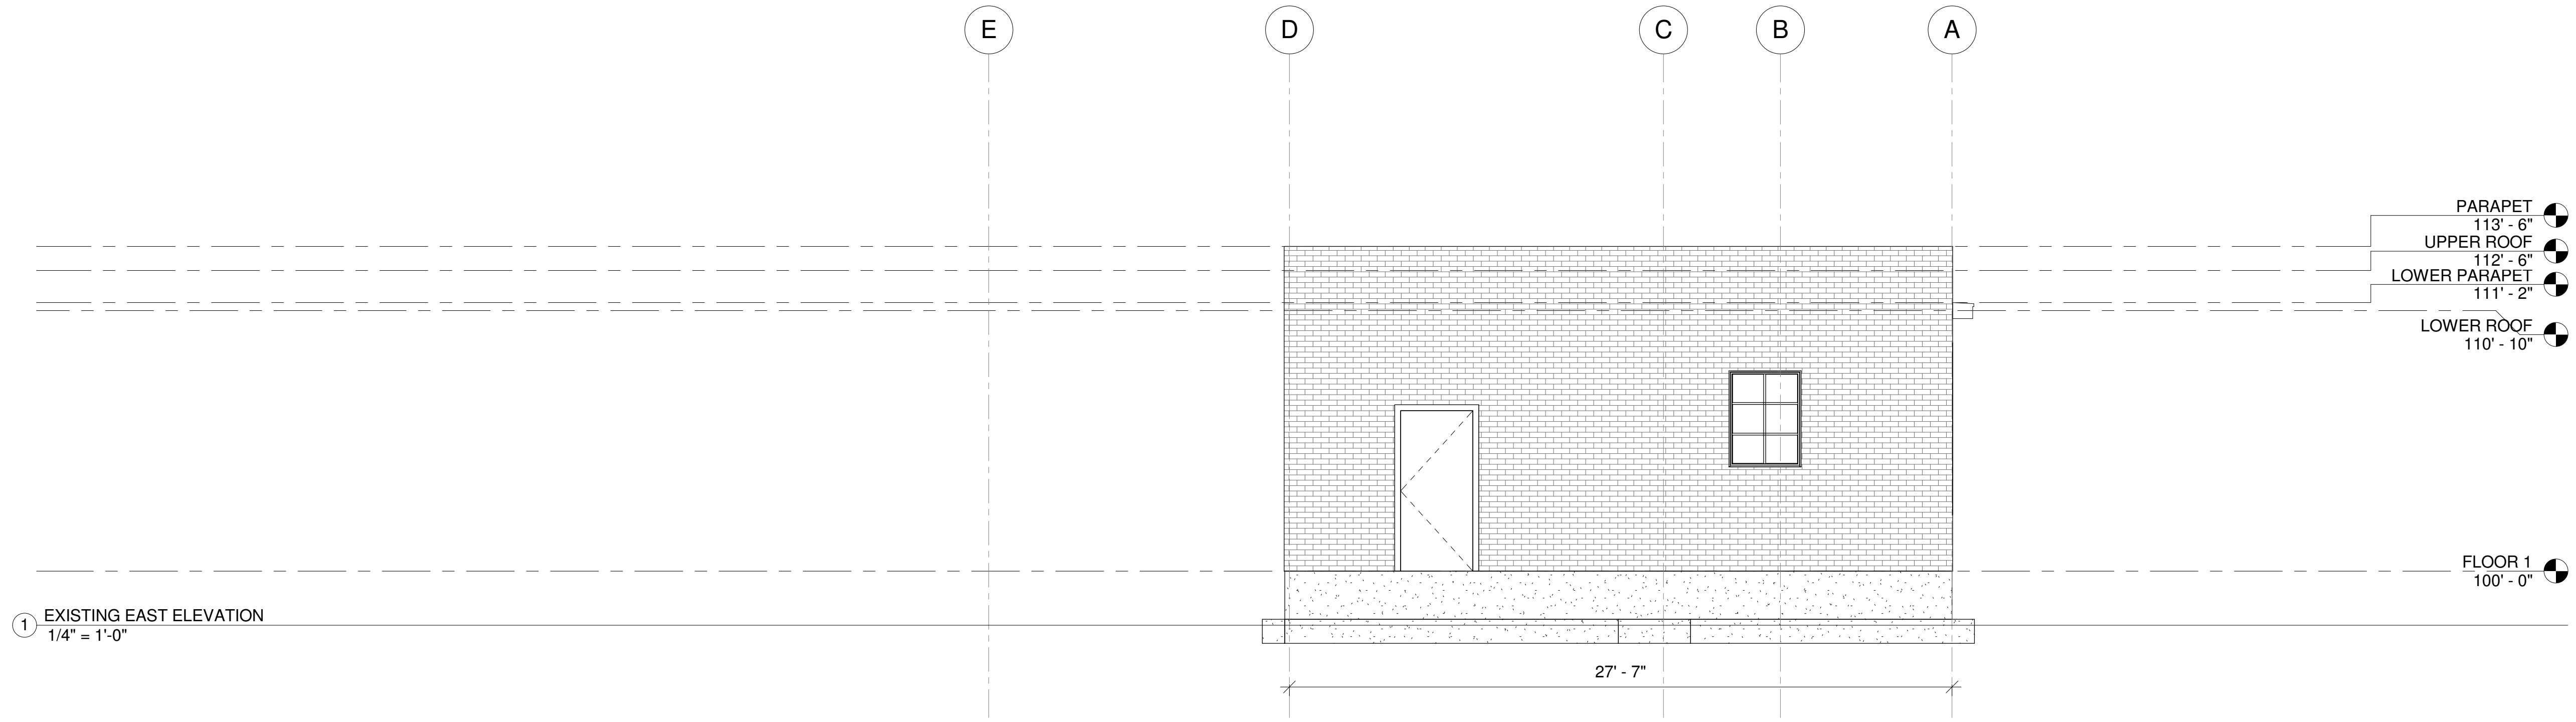 E
D
C
B
A
PARAPET
113' - 6"
UPPER ROOF
112' - 6"
LOWER PARAPET
111' - 2"
LOWER ROOF
110' - 10"
FLOOR 1
100' - 0"
1
EXISTING EAST ELEVATION
1/4" = 1'-0"
27' - 7"